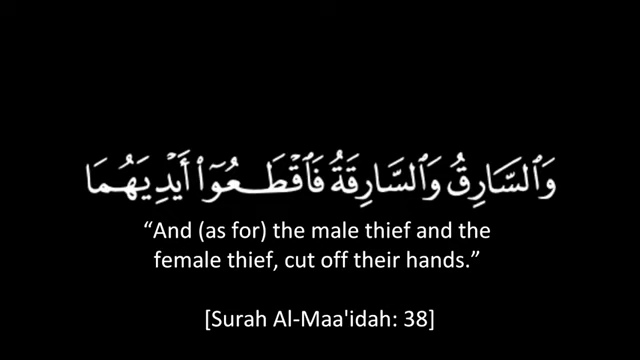 وَٱلسَّارِقُ وَٱلسَّارِقَةُ فَٱقۡطَعُوٓاْ أَيۡدِيَهُمَا
“And (as for) the male thief and the
female thief, cut off their hands.”
[Surah Al-Maa'idah: 38]